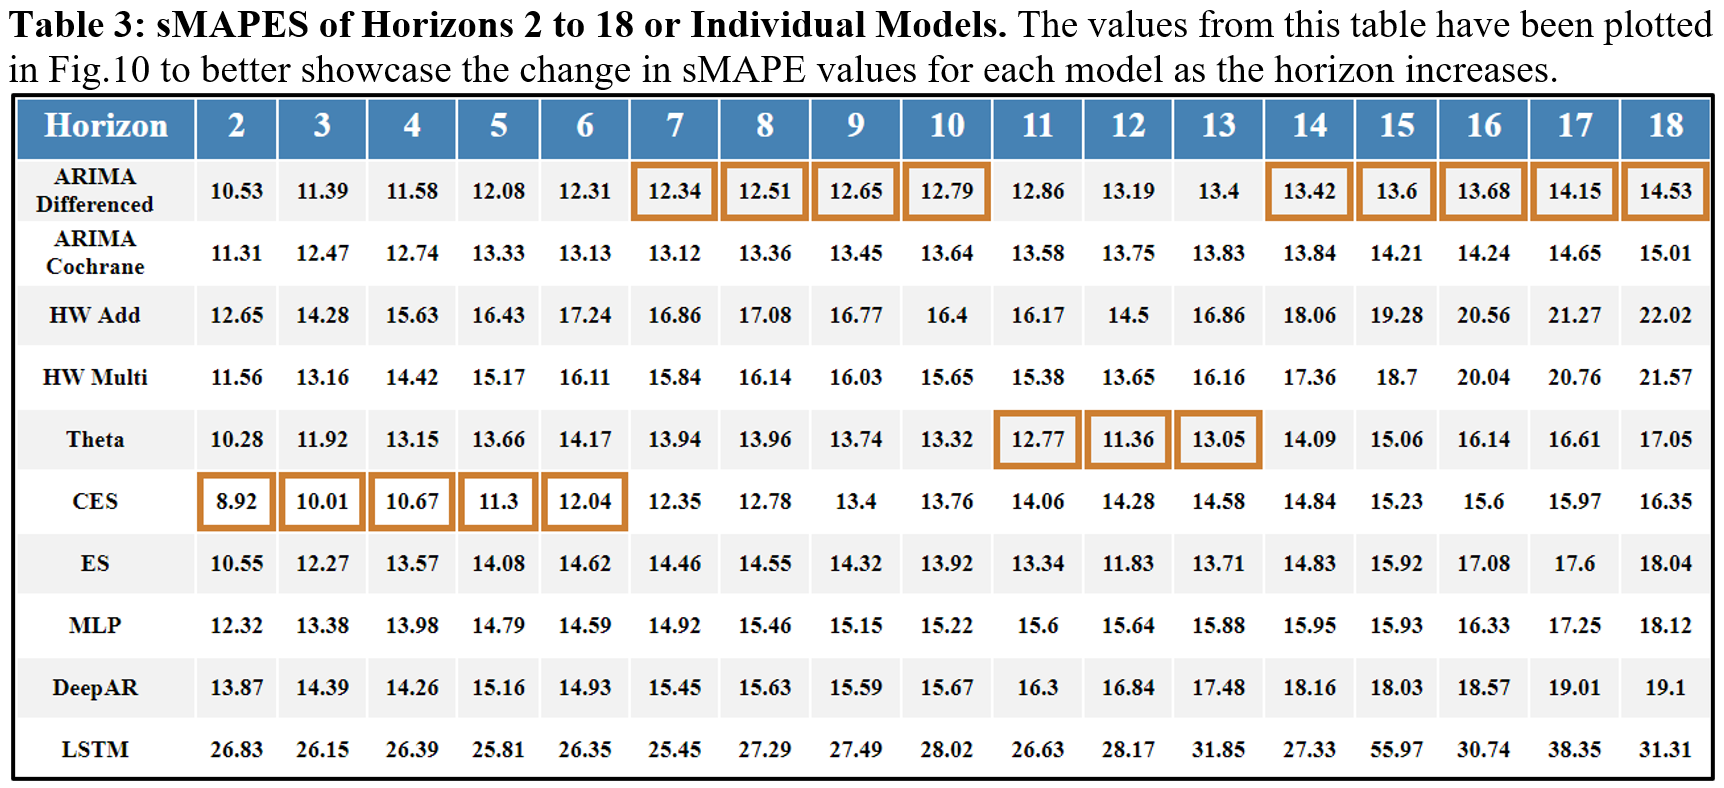 Table 3: sMAPES of Horizons 2 to 18 or Individual Models. The values from this table have been plotted
in Fig.10 to better showcase the change in sMAPE values for each model as the horizon increases.
Horizon 2 3 4 5 6 7 8 9 10 11 12 13 14 15 16 17 18
ARIMA Differenced 10.53 11.39 11.58 12.08 12.31 12.34 12.51 12.65 12.79 12.86 13.19 13.4 13.42 13.6 13.68 14.15 14.53
ARIMA Cochrane 11.31 12.47 12.74 13.33 13.13 13.12 13.36 13.45 13.64 13.58 13.75 13.83 13.84 14.21 14.24 14.65 15.01
HW Add 12.65 14.28 15.63 16.43 17.24 16.86 17.08 16.77 16.4 16.17 14.5 16.86 18.06 19.28 20.56 21.27 22.02
HW Multi 11.56 13.16 14.42 15.17 16.11 15.84 16.14 16.03 15.65 15.38 13.65 16.16 17.36 18.7 20.04 20.76 21.57
Theta 10.28 11.92 13.15 13.66 14.17 13.94 13.96 13.74 13.32 12.77 11.36 13.05 14.09 15.06 16.14 16.61 17.05
CES 8.92 10.01 10.67 11.3 12.04 12.35 12.78 13.4 13.76 14.06 14.28 14.58 14.84 15.23 15.6 15.97 16.35
ES 10.55 12.27 13.57 14.08 14.62 14.46 14.55 14.32 13.92 13.34 11.83 13.71 14.83 15.92 17.08 17.6 18.04
MLP 12.32 13.38 13.98 14.79 14.59 14.92 15.46 15.15 15.22 15.6 15.64 15.88 15.95 15.93 16.33 17.25 18.12
DeepAR 13.87 14.39 14.26 15.16 14.93 15.45 15.63 15.59 15.67 16.3 16.84 17.48 18.16 18.03 18.57 19.01 19.1
LSTM 26.83 26.15 26.39 25.81 26.35 25.45 27.29 27.49 28.02 26.63 28.17 31.85 27.33 55.97 30.74 38.35 31.31